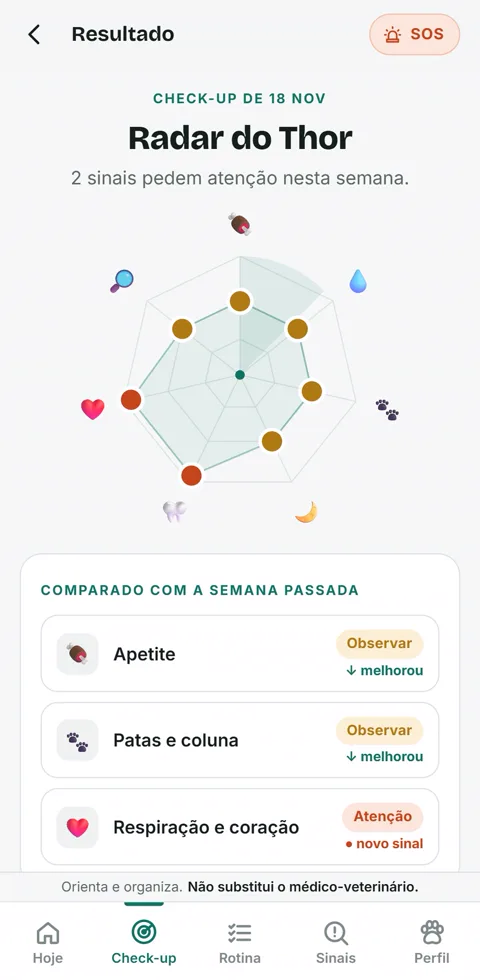 Resultado
SOS
CHECK-UP DE 18 NOV
Radar do Thor
2 sinais pedem atenção nesta semana.
COMPARADO COM A SEMANA PASSADA
Apetite
Observar
↓ melhorou
Patas e coluna
Observar
↓ melhorou
Respiração e coração
Atenção
• novo sinal
Orienta e organiza. Não substitui o médico-veterinário.
Hoje
Check-up
Rotina
Sinais
Perfil